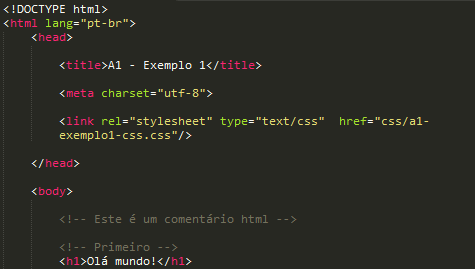 <!DOCTYPE html>
<html lang="pt-br">
<head>
<title>A1 - Exemplo 1</title>
<meta charset="utf-8">
<link rel="stylesheet" type="text/css"  href="css/a1-
exemplo1-css.css"/>
</head>
<body>
<!-- Este é um comentário html -->
<!-- Primeiro -->
<h1>Olá mundo!</h1>